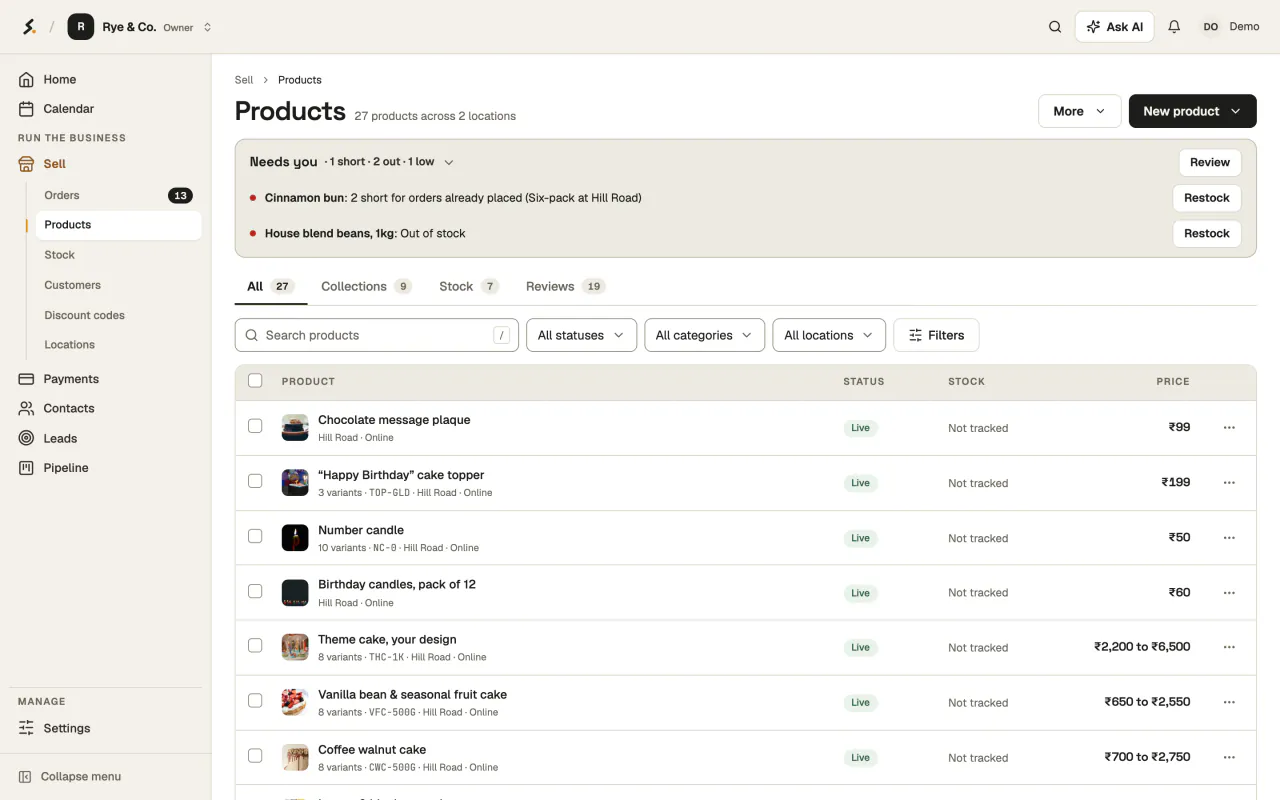 / R Rye & Co. Owner
Ask AI DO Demo
Home
Calendar
RUN THE BUSINESS
Sell
Orders 13
Products
Stock
Customers
Discount codes
Locations
Payments
Contacts
Leads
Pipeline
MANAGE
Settings
Collapse menu
Sell Products
Products 27 products across 2 locations
More New product
Needs you · 1 short · 2 out · 1 low Review
Cinnamon bun: 2 short for orders already placed (Six-pack at Hill Road) Restock
House blend beans, 1kg: Out of stock Restock
All 27 Collections 9 Stock 7 Reviews 19
Search products / All statuses All categories All locations Filters
PRODUCT STATUS STOCK PRICE
Chocolate message plaque
Hill Road · Online
Live Not tracked ₹99
“Happy Birthday” cake topper
3 variants · TOP-GLD · Hill Road · Online
Live Not tracked ₹199
Number candle
10 variants · NC-0 · Hill Road · Online
Live Not tracked ₹50
Birthday candles, pack of 12
Hill Road · Online
Live Not tracked ₹60
Theme cake, your design
8 variants · THC-1K · Hill Road · Online
Live Not tracked ₹2,200 to ₹6,500
Vanilla bean & seasonal fruit cake
8 variants · VFC-500G · Hill Road · Online
Live Not tracked ₹650 to ₹2,550
Coffee walnut cake
8 variants · CWC-500G · Hill Road · Online
Live Not tracked ₹700 to ₹2,750